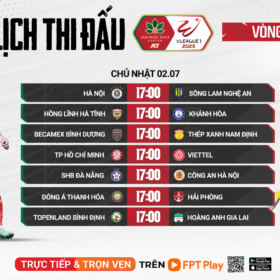 LỊCH THI ĐẤU
V.LEAGUE 1
2023
VÒNG
CHỦ NHẬT 02.07
HÀ NỘI 17:00 SÔNG LAM NGHỆ AN
HỒNG LĨNH HÀ TĨNH 17:00 KHÁNH HÒA
BECAMEX BÌNH DƯƠNG 17:00 THÉP XANH NAM ĐỊNH
TP HỒ CHÍ MINH 17:00 VIETTEL
SHB ĐÀ NẴNG 17:00 CÔNG AN HÀ NỘI
ĐÔNG Á THANH HÓA 17:00 HẢI PHÒNG
TOPENLAND BÌNH ĐỊNH 17:00 HOÀNG ANH GIA LAI
TRỰC TIẾP & TRỌN VẸN TRÊN FPT Play